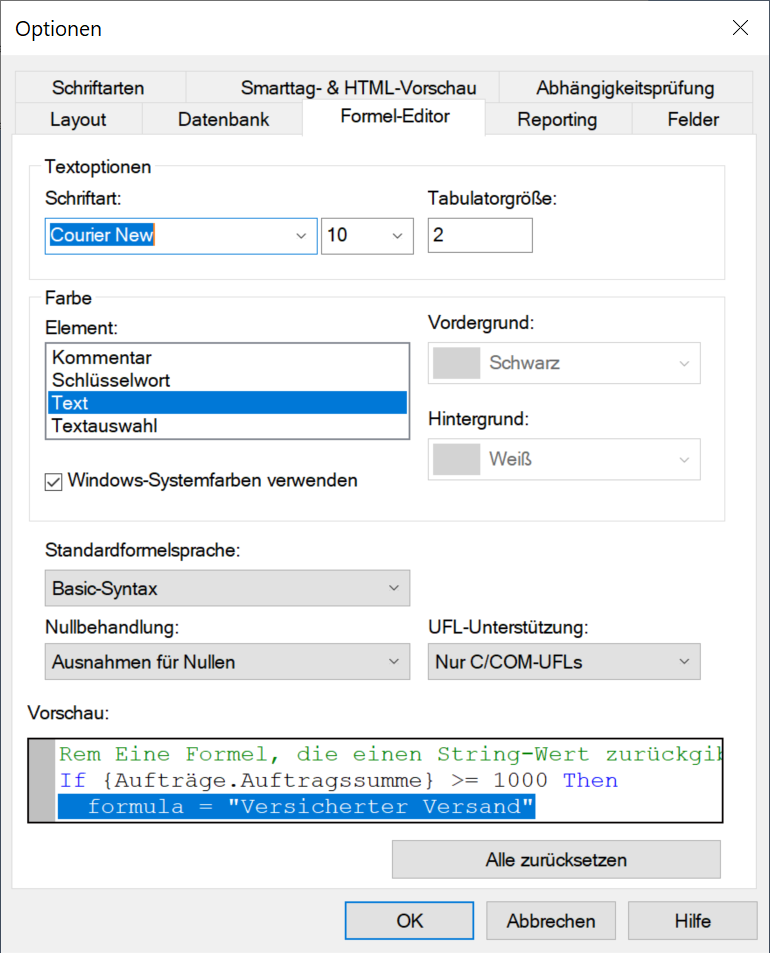 Optionen
Schriftarten Smarttag- & HTML-Vorschau Abhängigkeitsprüfung
Layout Datenbank Formel-Editor Reporting Felder
Textoptionen
Schriftart: Tabulatorgröße:
Courier New 10 2
Farbe
Element: Vordergrund:
Kommentar
Schwarz
Schlüsselwort
Text
Hintergrund:
Textauswahl
Weiß
Windows-Systemfarben verwenden
Standardformelsprache:
Basic-Syntax
Nullbehandlung: UFL-Unterstützung:
Ausnahmen für Nullen Nur C/COM-UFLs
Vorschau:
Rem Eine Formel, die einen String-Wert zurückgib
If {Aufträge.Auftragssumme} >= 1000 Then
formula = "Versicherter Versand"
Alle zurücksetzen
OK Abbrechen Hilfe